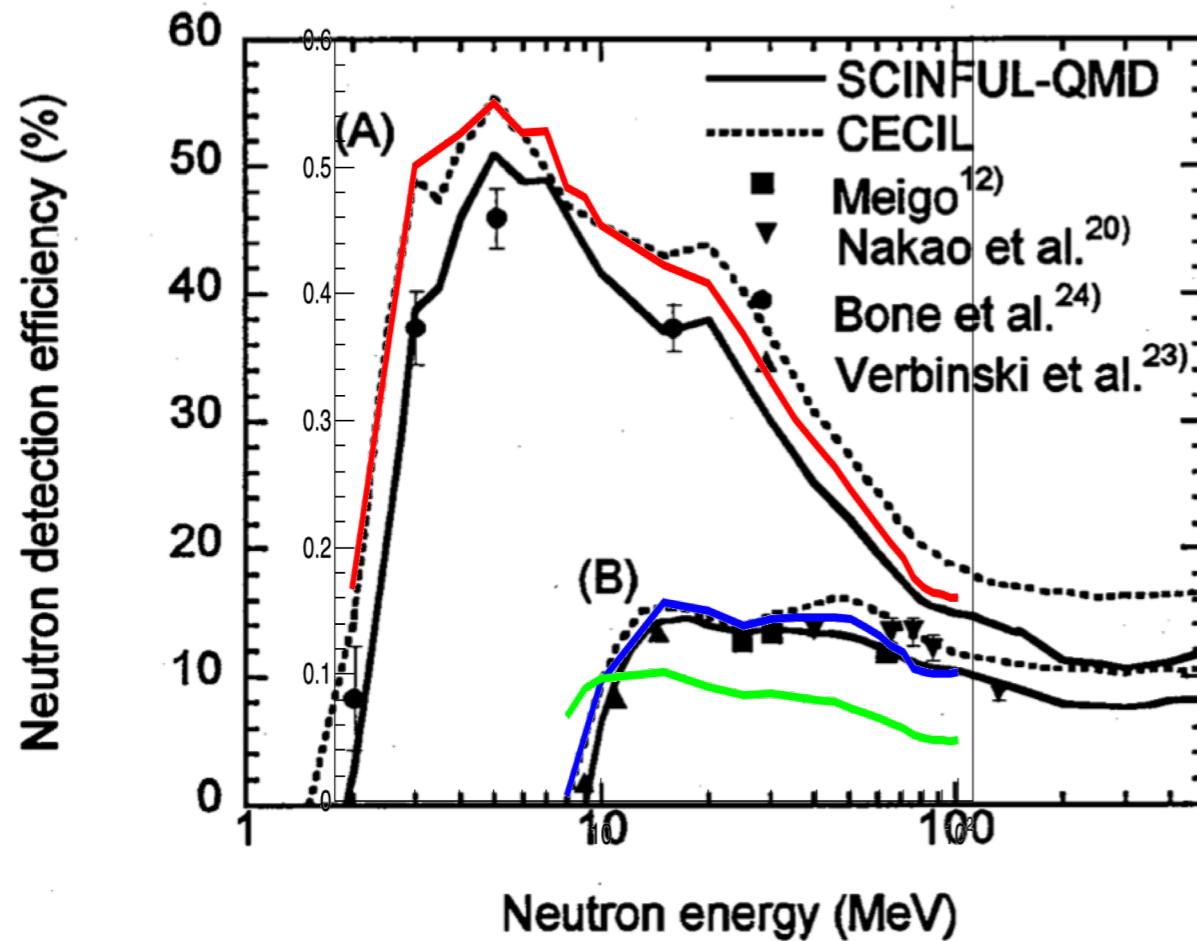 Neutron detection efficiency (%)
60
50
40
30
20
10
0
0.6
0.5
0.4
0.3
0.2
0.1
0
(A)
(B)
SCINFUL-QMD
CECIL
Meigo12)
Nakao et al.20)
Bone et al.24)
Verbinski et al.23)
1
10
100
10
10²
Neutron energy (MeV)